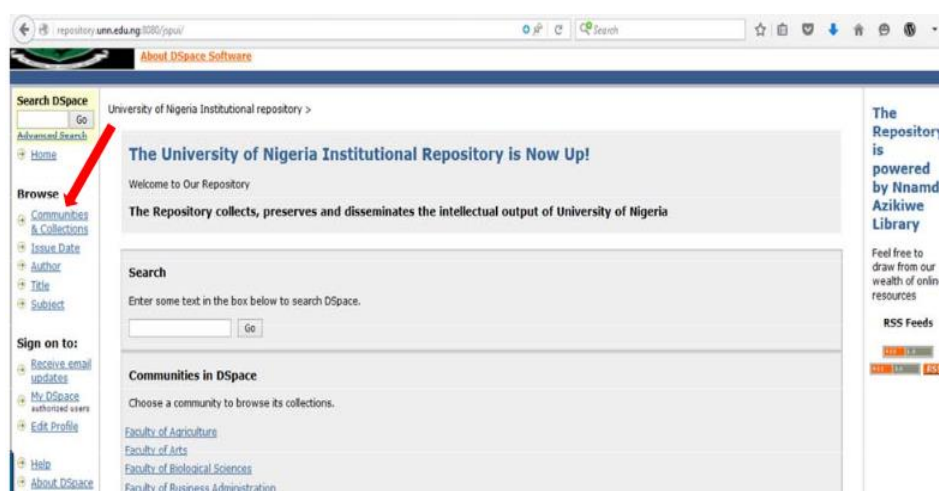 repository.unn.edu.ng:8080/jspui/
Search
About DSpace Software
Search DSpace
Go
Advanced Search
Home
Browse
Communities
& Collections
Issue Date
Author
Title
Subject
Sign on to:
Receive email
updates
My DSpace
authorized users
Edit Profile
Help
About DSpace
University of Nigeria Institutional repository >
The University of Nigeria Institutional Repository is Now Up!
Welcome to Our Repository
The Repository collects, preserves and disseminates the intellectual output of University of Nigeria
Search
Enter some text in the box below to search DSpace.
Go
Communities in DSpace
Choose a community to browse its collections.
Faculty of Agriculture
Faculty of Arts
Faculty of Biological Sciences
Faculty of Business Administration
The
Repository
is
powered
by Nnamd
Azikiwe
Library
Feel free to
draw from our
wealth of onlin
resources
RSS Feeds